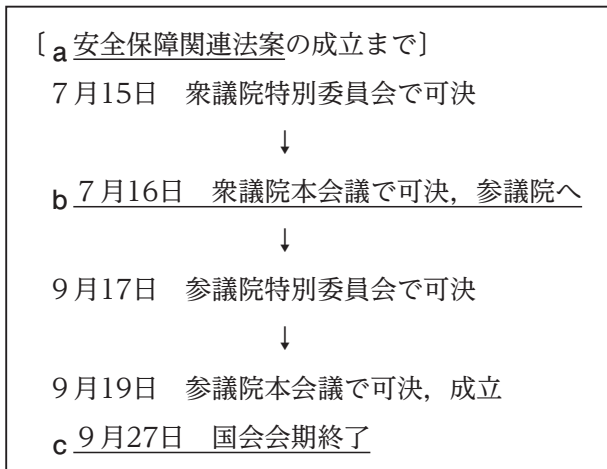 〔a 安全保障関連法案の成立まで〕
7月15日　衆議院特別委員会で可決
↓
b 7月16日　衆議院本会議で可決，参議院へ
↓
9月17日　参議院特別委員会で可決
↓
9月19日　参議院本会議で可決，成立
c 9月27日　国会会期終了